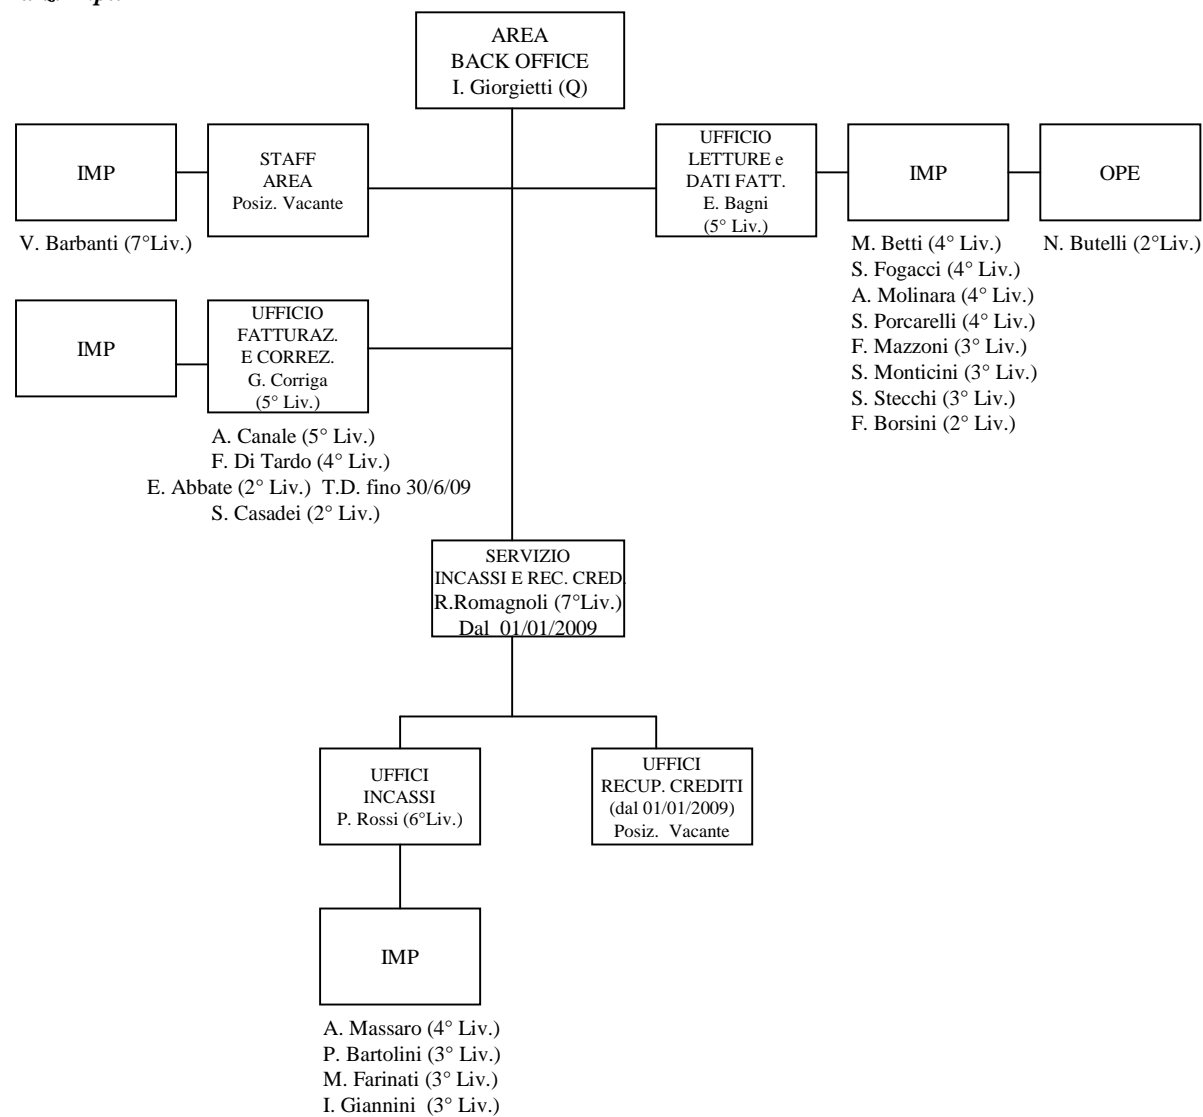 AREA
BACK OFFICE
I. Giorgietti (Q)
IMP
V. Barbanti (7°Liv.)
STAFF
AREA
Posiz. Vacante
UFFICIO
LETTURE e
DATI FATT.
E. Bagni
(5° Liv.)
IMP
M. Betti (4° Liv.)
S. Fogacci (4° Liv.)
A. Molinara (4° Liv.)
S. Porcarelli (4° Liv.)
F. Mazzoni (3° Liv.)
S. Monticini (3° Liv.)
S. Stecchi (3° Liv.)
F. Borsini (2° Liv.)
OPE
N. Butelli (2°Liv.)
IMP
UFFICIO
FATTURAZ.
E CORREZ.
G. Corriga
(5° Liv.)
A. Canale (5° Liv.)
F. Di Tardo (4° Liv.)
E. Abbate (2° Liv.) T.D. fino 30/6/09
S. Casadei (2° Liv.)
SERVIZIO
INCASSI E REC. CRED.
R.Romagnoli (7°Liv.)
Dal 01/01/2009
UFFICI
INCASSI
P. Rossi (6°Liv.)
UFFICI
RECUP. CREDITI
(dal 01/01/2009)
Posiz. Vacante
IMP
A. Massaro (4° Liv.)
P. Bartolini (3° Liv.)
M. Farinati (3° Liv.)
I. Giannini (3° Liv.)